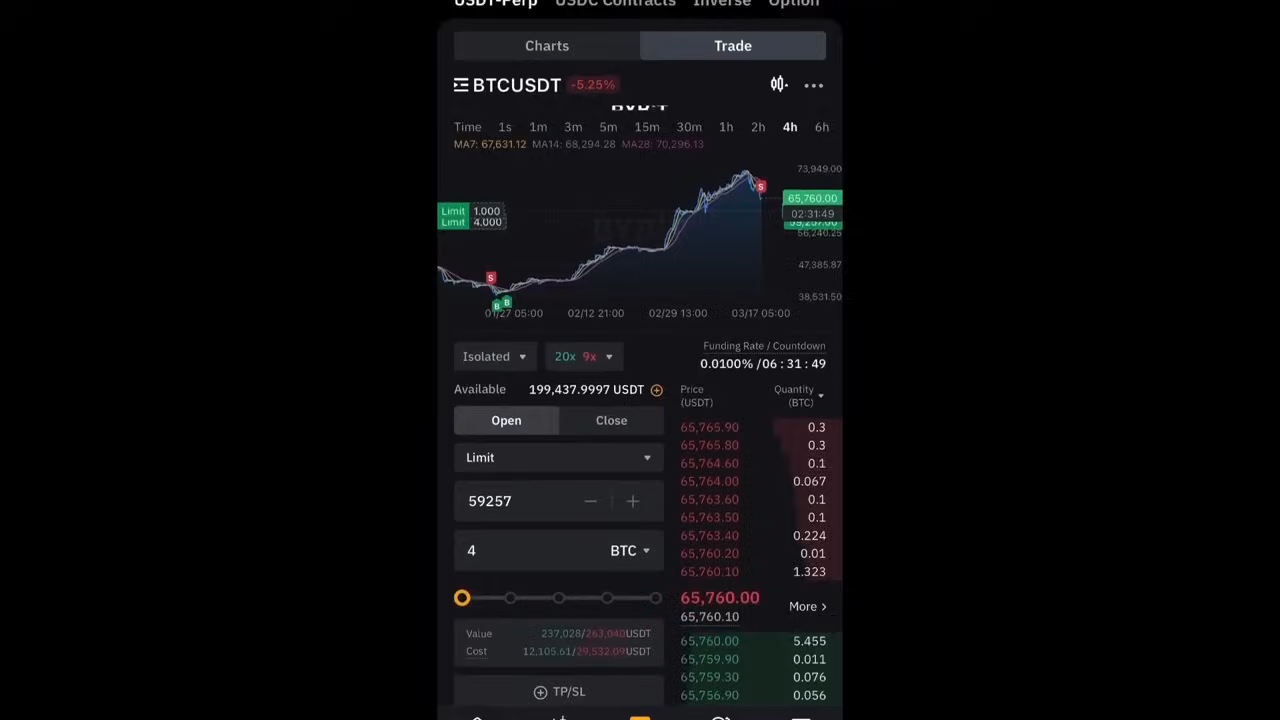 USDT-Perp USDC Contracts Inverse Option
Charts Trade
BTCUSDT -5.25%
Time 1s 1m 3m 5m 15m 30m 1h 2h 4h 6h
MA7: 67,631.12 MA14: 68,294.28 MA28: 70,296.13
73,949.00
S
65,760.00
Limit 1.000
02:31:49
Limit 4.000
59,257.00
56,240.25
47,385.87
S
38,531.50
B B
01/27 05:00 02/12 21:00 02/29 13:00 03/17 05:00
Isolated 20x 9x
Funding Rate / Countdown
0.0100% /06 : 31 : 49
Available 199,437.9997 USDT
Price
(USDT)
Quantity
(BTC)
Open Close
65,765.90 0.3
65,765.80 0.3
Limit
65,764.60 0.1
65,764.00 0.067
59257
65,763.60 0.1
65,763.50 0.1
65,763.40 0.224
4 BTC
65,760.20 0.01
65,760.10 1.323
65,760.00
65,760.10
More
Value 237,028/263,040USDT
Cost 12,105.61/29,532.09USDT
65,760.00 5.455
65,759.90 0.011
65,759.30 0.076
65,756.90 0.056
TP/SL